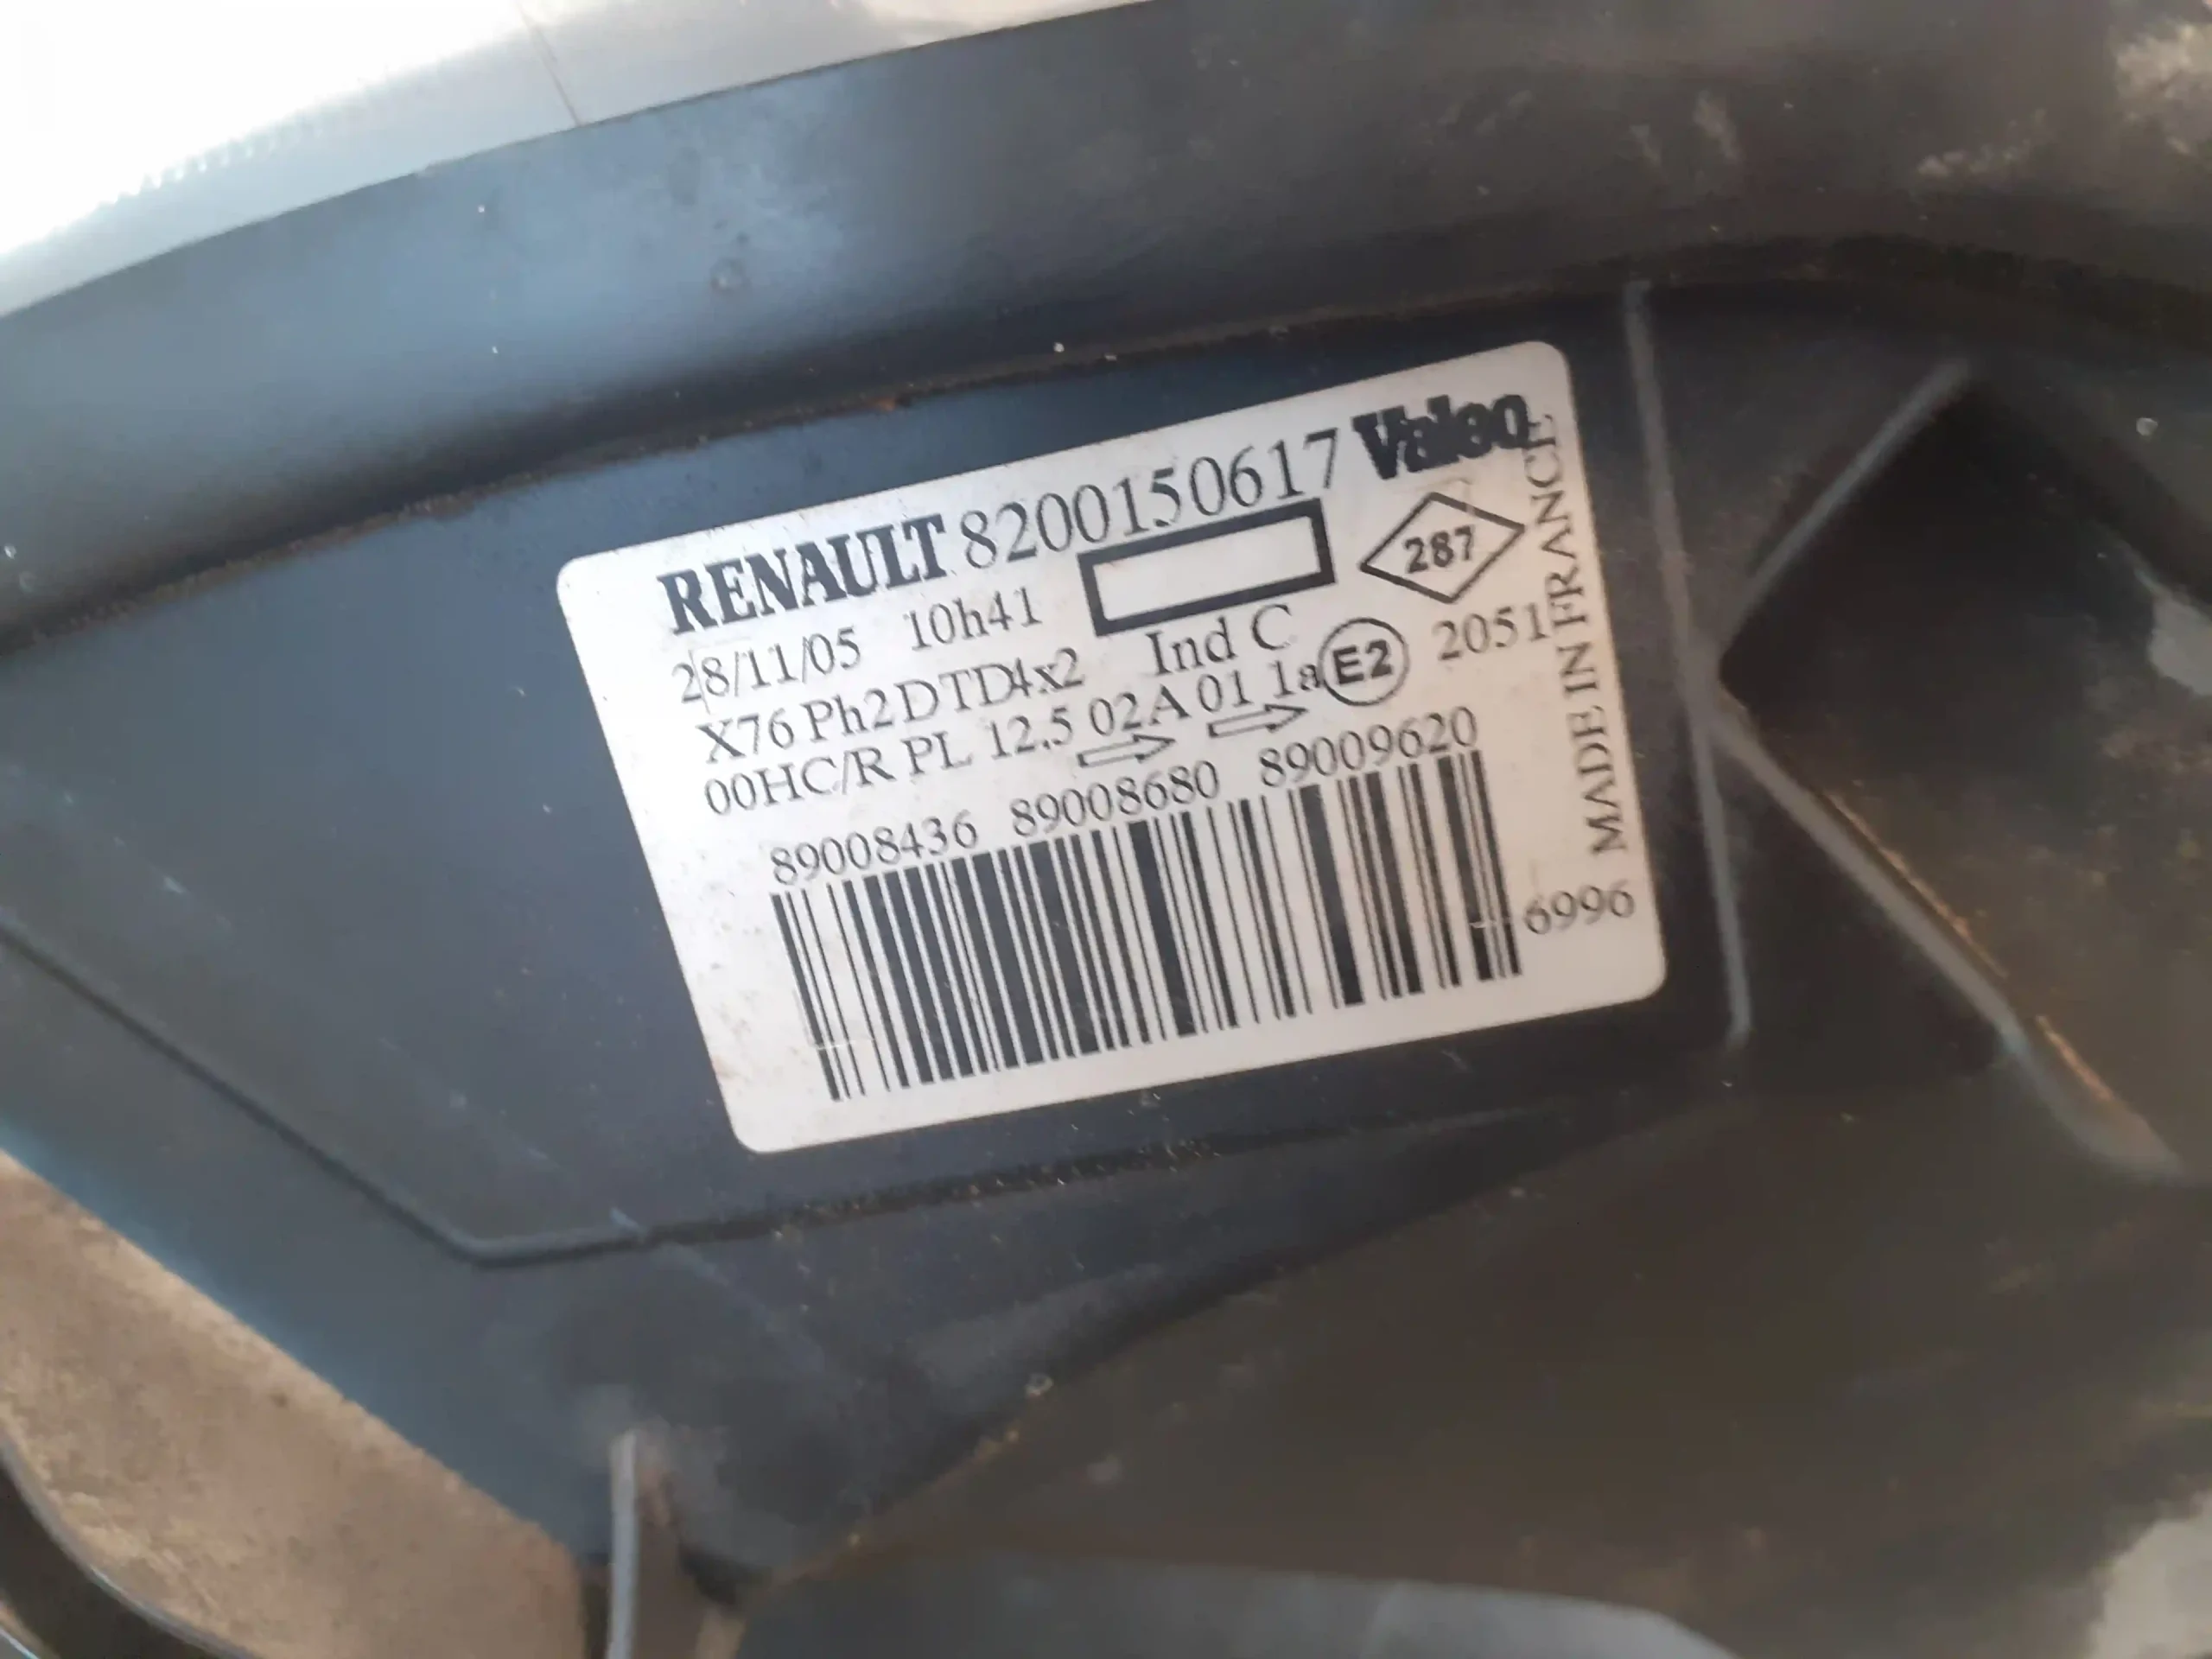 RENAULT 8200150617 Valeo
28/11/05 10h41
287
X76 Ph2 DTD4x2 Ind C
00HC/R PL 12.5 02A 01 1a E2 2051
89008436 89008680 89009620
6996 MADE IN FRANCE